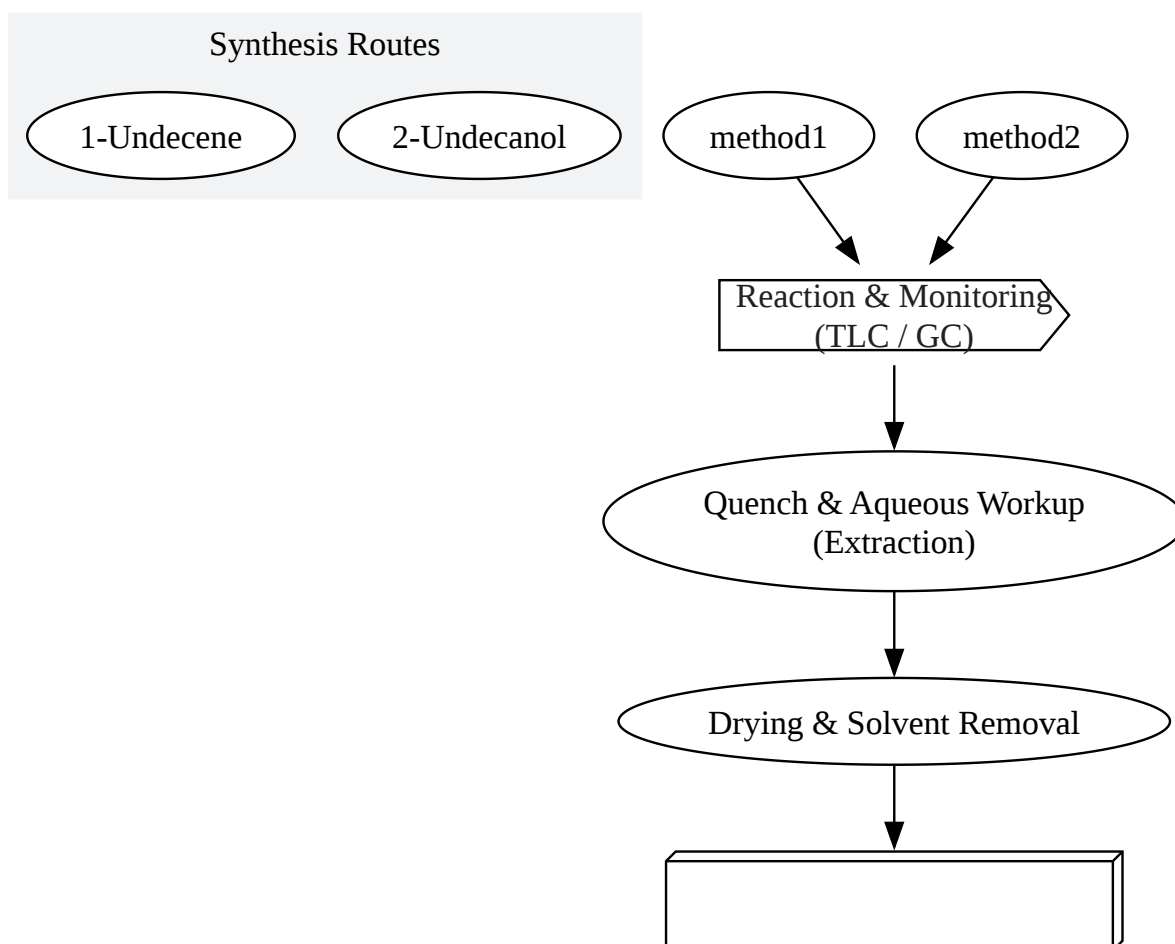 Synthesis Routes
1-Undecene
2-Undecanol
method1
method2
Reaction & Monitoring
(TLC / GC)
Quench & Aqueous Workup
(Extraction)
Drying & Solvent Removal